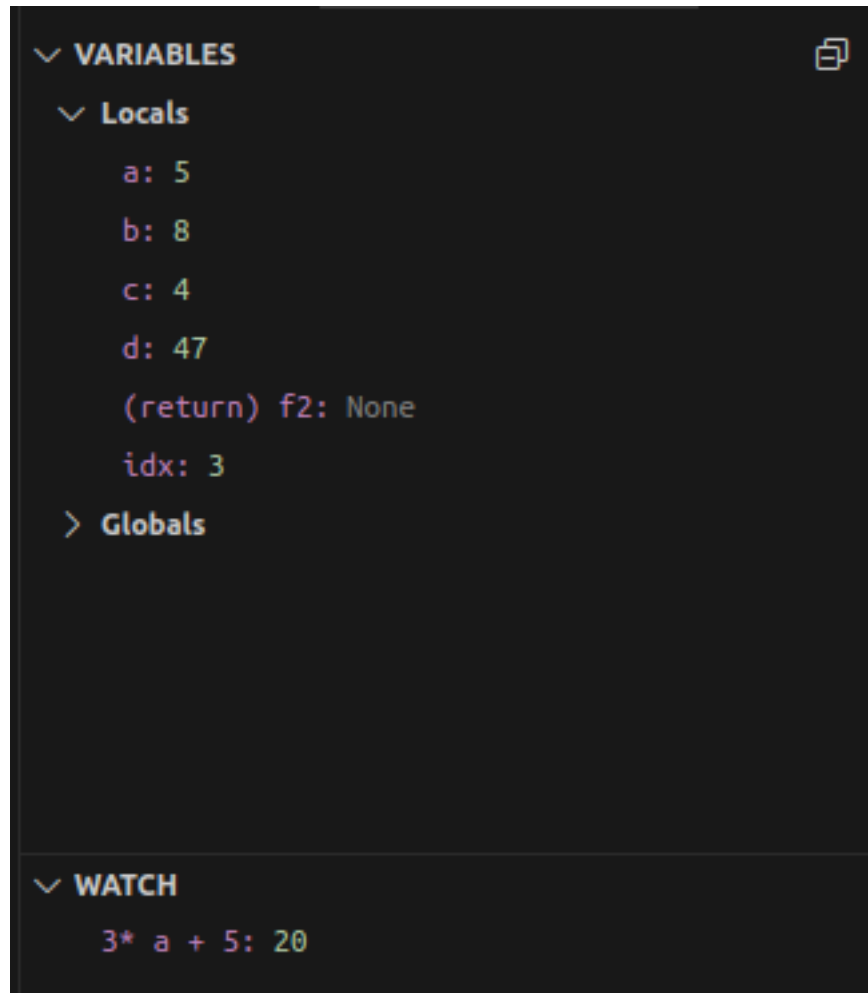 VARIABLES
Locals
a: 5
b: 8
c: 4
d: 47
(return) f2: None
idx: 3
Globals
WATCH
3* a + 5: 20